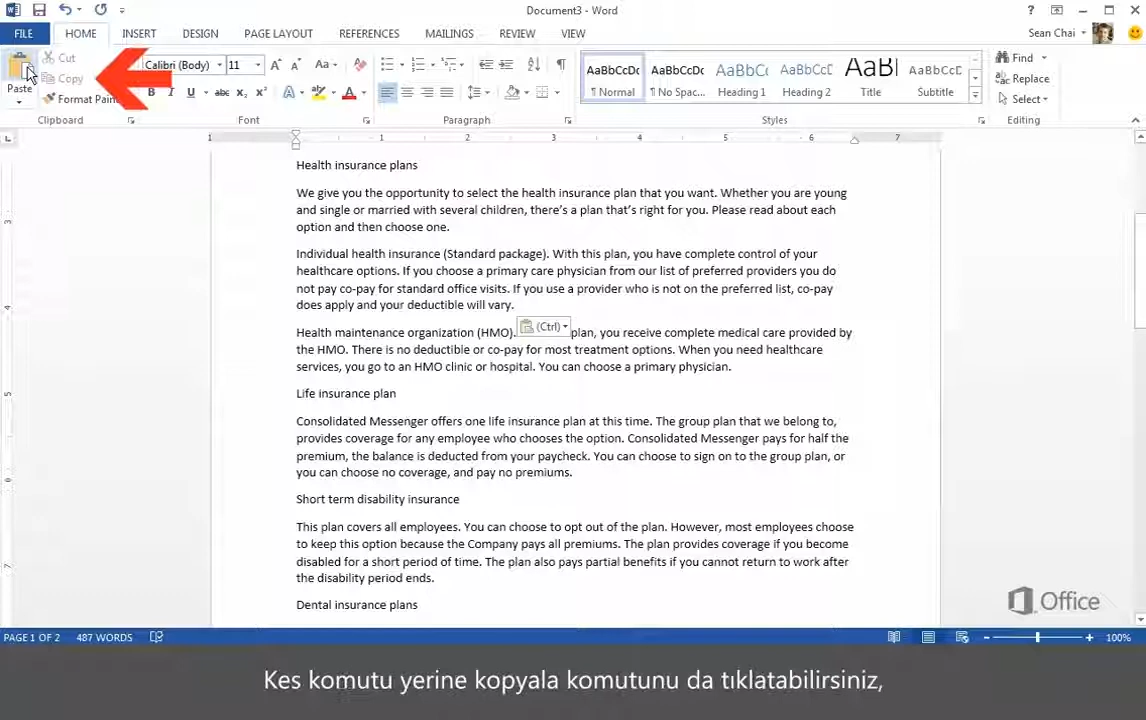 Document3 - Word
?
FILE HOME INSERT DESIGN PAGE LAYOUT REFERENCES MAILINGS REVIEW VIEW
Sean Chai
Paste
Cut
Copy
Format Pain
Calibri (Body) 11
Aa
B I U abc x₂ x²
A A
Clipboard
Font
Paragraph
AaBbCcDc AaBbCcDc AaBbCc AaBbCcD AaBl AaBbCcD
¶ Normal ¶ No Spac... Heading 1 Heading 2 Title Subtitle
Styles
Find
Replace
Select
Editing
1 1 2 3 4 5 6 7
Health insurance plans
We give you the opportunity to select the health insurance plan that you want. Whether you are young
and single or married with several children, there's a plan that's right for you. Please read about each
option and then choose one.
Individual health insurance (Standard package). With this plan, you have complete control of your
healthcare options. If you choose a primary care physician from our list of preferred providers you do
not pay co-pay for standard office visits. If you use a provider who is not on the preferred list, co-pay
does apply and your deductible will vary.
(Ctrl)
Health maintenance organization (HMO). plan, you receive complete medical care provided by
the HMO. There is no deductible or co-pay for most treatment options. When you need healthcare
services, you go to an HMO clinic or hospital. You can choose a primary physician.
Life insurance plan
Consolidated Messenger offers one life insurance plan at this time. The group plan that we belong to,
provides coverage for any employee who chooses the option. Consolidated Messenger pays for half the
premium, the balance is deducted from your paycheck. You can choose to sign on to the group plan, or
you can choose no coverage, and pay no premiums.
Short term disability insurance
This plan covers all employees. You can choose to opt out of the plan. However, most employees choose
to keep this option because the Company pays all premiums. The plan provides coverage if you become
disabled for a short period of time. The plan also pays partial benefits if you cannot return to work after
the disability period ends.
Dental insurance plans
Office
PAGE 1 OF 2 487 WORDS
100%
Kes komutu yerine kopyala komutunu da tıklatabilirsiniz,